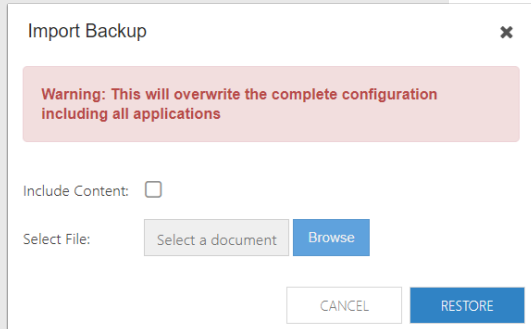 Import Backup
Warning: This will overwrite the complete configuration
including all applications
Include Content:
Select File:
Select a document
Browse
CANCEL
RESTORE